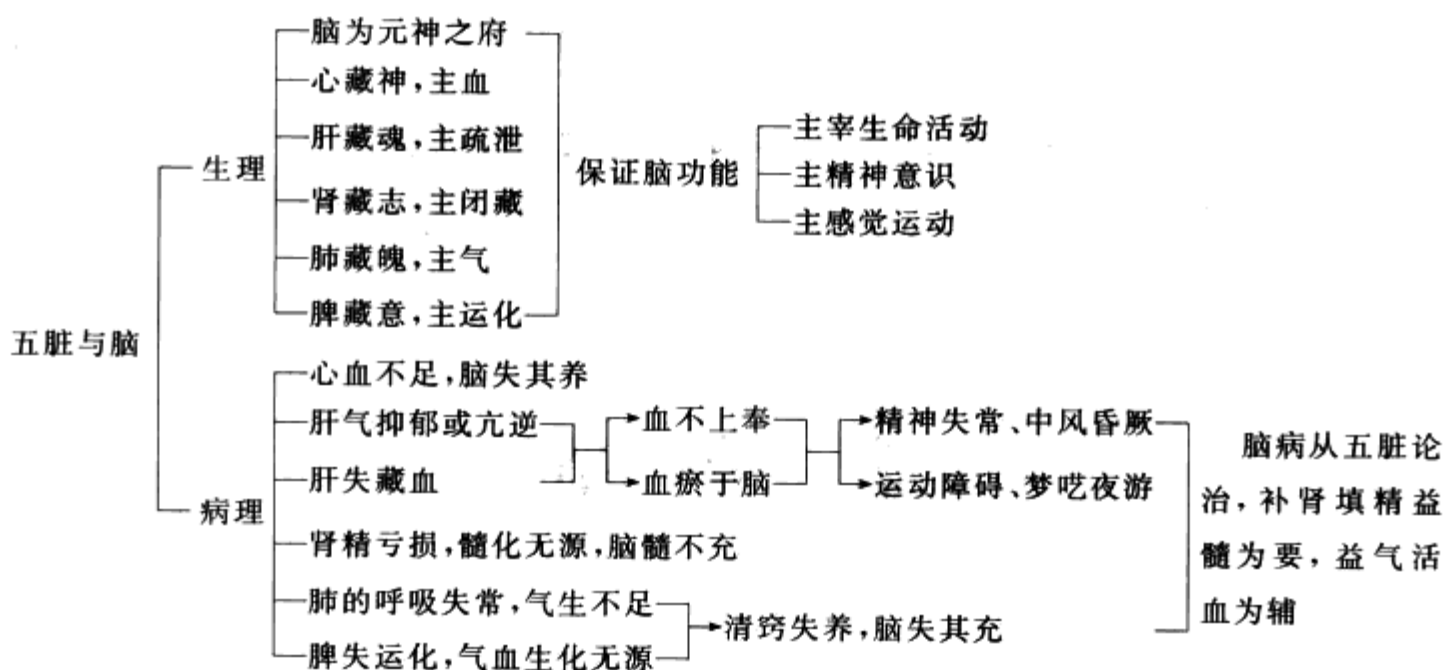 五脏与脑
生理
脑为元神之府
心藏神,主血
肝藏魂,主疏泄
肾藏志,主闭藏
肺藏魄,主气
脾藏意,主运化
保证脑功能
主宰生命活动
主精神意识
主感觉运动
病理
心血不足,脑失其养
肝气抑郁或亢逆
肝失藏血
血不上奉
血瘀于脑
精神失常、中风昏厥
运动障碍、梦呓夜游
肾精亏损,髓化无源,脑髓不充
肺的呼吸失常,气生不足
脾失运化,气血生化无源
清窍失养,脑失其充
脑病从五脏论
治,补肾填精益
髓为要,益气活
血为辅